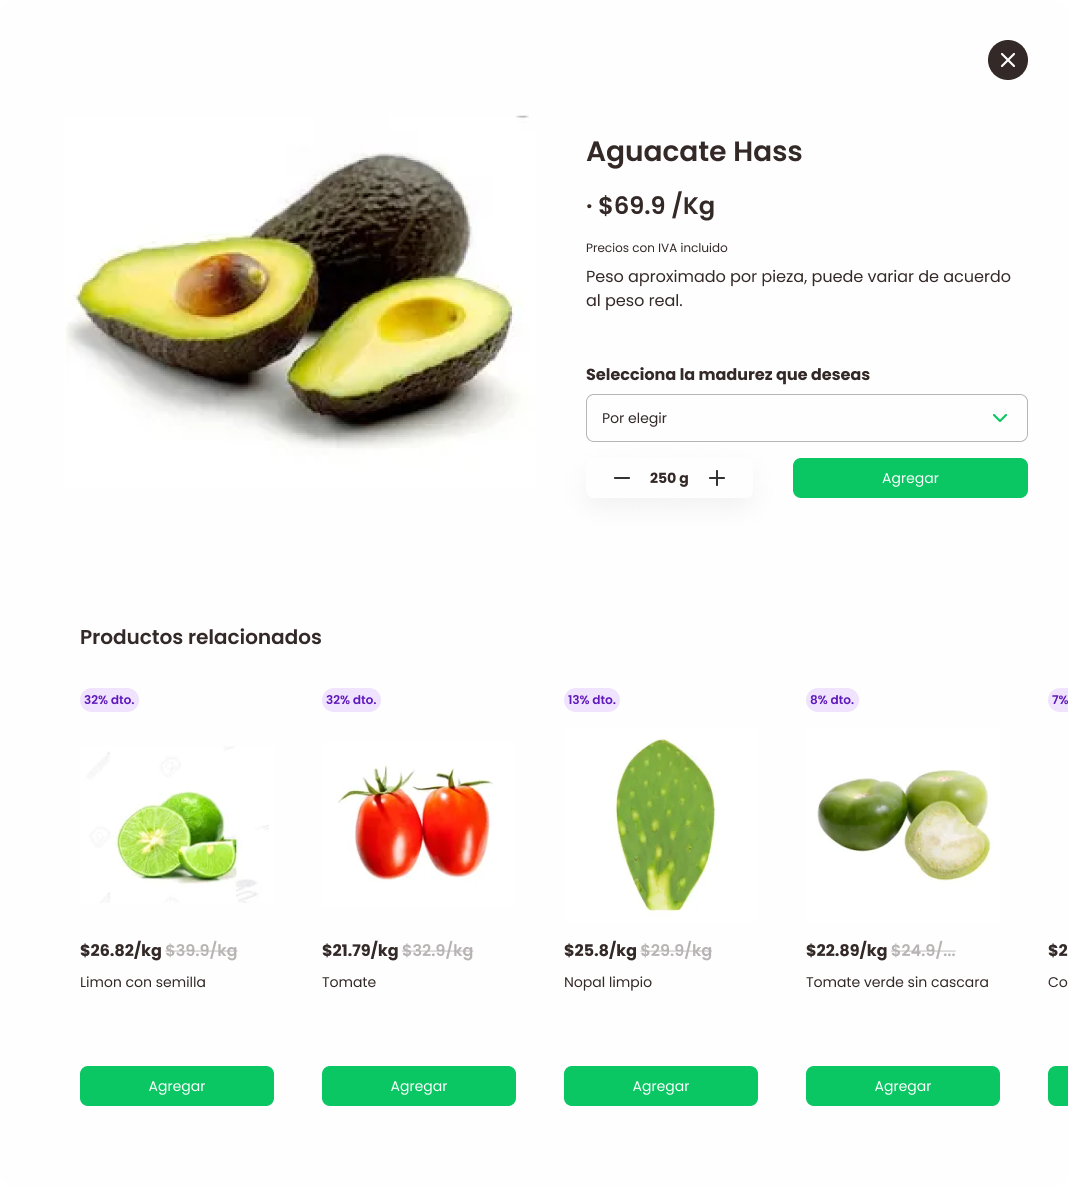 Aguacate Hass
· $69.9 /Kg
Precios con IVA incluido
Peso aproximado por pieza, puede variar de acuerdo
al peso real.
Selecciona la madurez que deseas
Por elegir
250 g
Agregar
Productos relacionados
32% dto.
32% dto.
13% dto.
8% dto.
7%
$26.82/kg $39.9/kg
$21.79/kg $32.9/kg
$25.8/kg $29.9/kg
$22.89/kg $24.9/...
$2
Limon con semilla
Tomate
Nopal limpio
Tomate verde sin cascara
Co
Agregar
Agregar
Agregar
Agregar